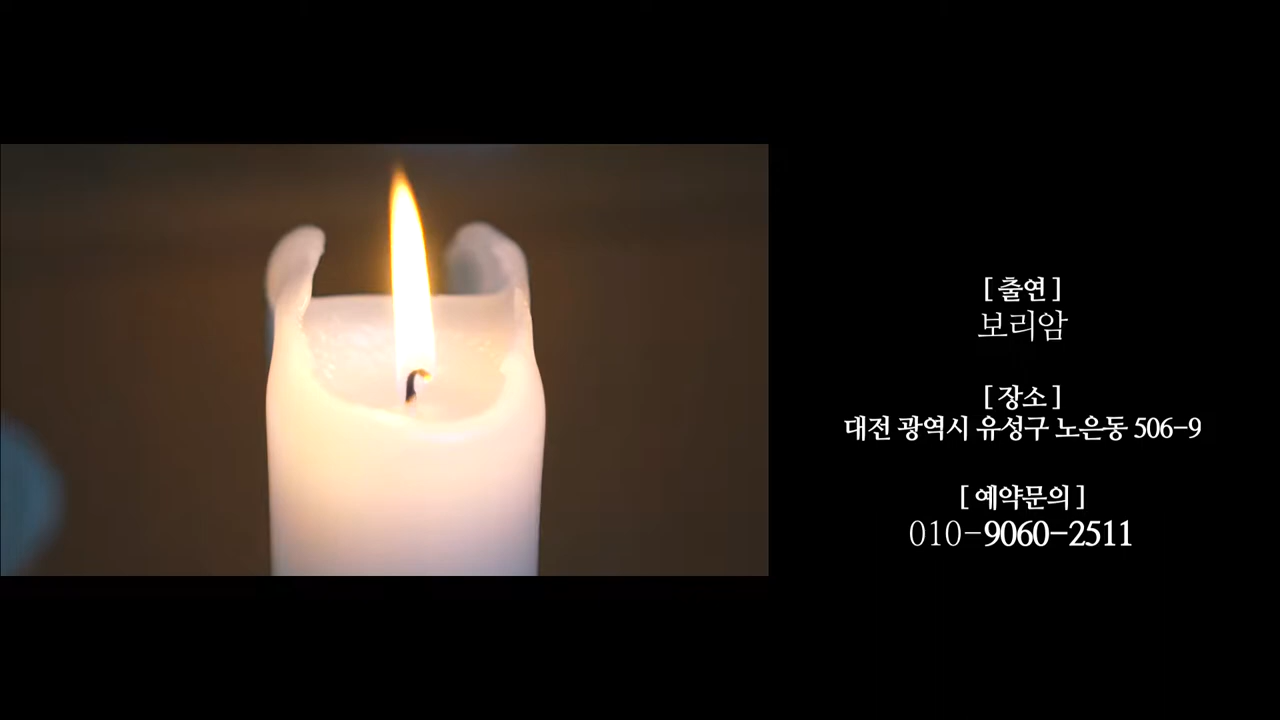 [ 출연 ]
보리암
[ 장소 ]
대전 광역시 유성구 노은동 506-9
[ 예약문의 ]
010-9060-2511